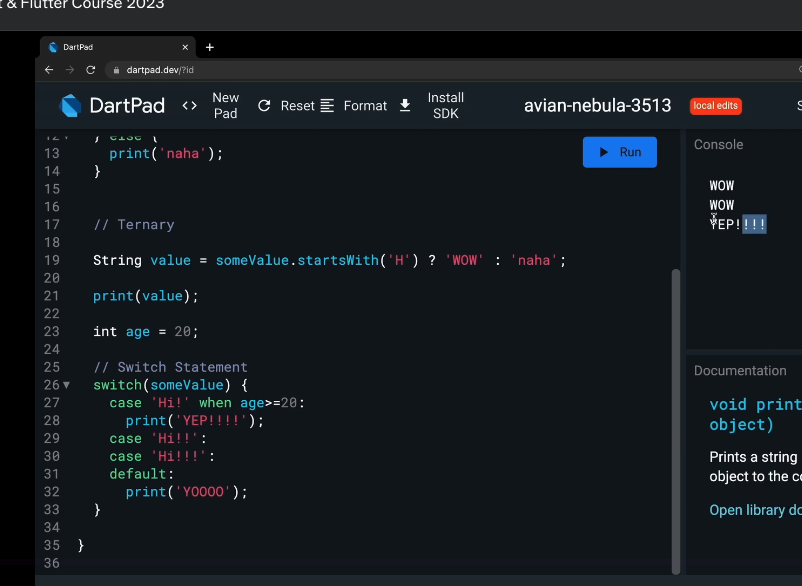 & Flutter Course 2023
DartPad × +
dartpad.dev/?id
DartPad <> New Pad Reset Format Install SDK avian-nebula-3513 local edits S
12 } else {
13 print('naha');
14 }
15
16
17 // Ternary
18
19 String value = someValue.startsWith('H') ? 'WOW' : 'naha';
20
21 print(value);
22
23 int age = 20;
24
25 // Switch Statement
26 switch(someValue) {
27 case 'Hi!' when age>=20:
28 print('YEP!!!!');
29 case 'Hi!!':
30 case 'Hi!!!':
31 default:
32 print('YOOOO');
33 }
34
35 }
36
Run
Console
WOW
WOW
YEP!!!!
Documentation
void print
object)
Prints a string
object to the co
Open library do